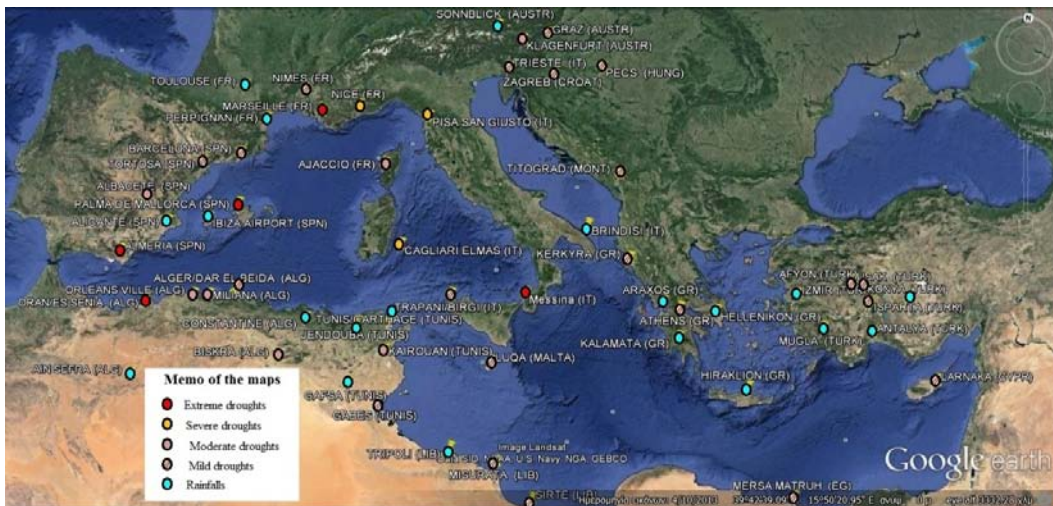 SONNBLICK (AUSTR)
GRAZ (AUSTR)
KLAGENFURT (AUSTR)
TRIESTE (IT)
PECS (HUNG)
ZAGREB (CROAT)
TOULOUSE (FR)
NIMES (FR)
NICE (FR)
MARSEILLE (FR)
PERPIGNAN (FR)
PISA SAN GIUSTO (IT)
BARCELONA (SPN)
TORTOSA (SPN)
AJACCIO (FR)
TITOGRAD (MONT)
ALBACETE (SPN)
PALMA DE MALLORCA (SPN)
ALICANTE (SPN)
IBIZA AIRPORT (SPN)
BRINDISI (IT)
ALMERIA (SPN)
CAGLIARI ELMAS (IT)
KERKYRA (GR)
ALGER/DAR EL BEIDA (ALG)
AFYON (TURK)
ORLEANS VILLE (ALG)
MILIANA (ALG)
ARAXOS (GR)
IZMIR
KONYA (TURK)
ORAN/ES SENIA (ALG)
TRAPANI/BIRGI (IT)
Messina (IT)
ISPARTA (TURK)
CONSTANTINE (ALG)
TUNIS/CARTHAGE (TUNIS)
ATHENS (GR)
HELLENIKON (GR)
JENDOUBA (TUNIS)
MUGLA (TURK)
ANTALYA (TURK)
KALAMATA (GR)
BISKRA (ALG)
KAIROUAN (TUNIS)
LUQA (MALTA)
AIN SEFRA (ALG)
HIRAKLION (GR)
LARNAKA (CYPR)
GAFSA (TUNIS)
GABES (TUNIS)
Memo of the maps
Extreme droughts
Severe droughts
Moderate droughts
Mild droughts
Rainfalls
Image Landsat
TRIPOLI (LIB)
U.S. Navy, NGA, GEBCO
MISURATA (LIB)
Google earth
SIRTE (LIB)
MERSA MATRUH (EG)
4/10/2013